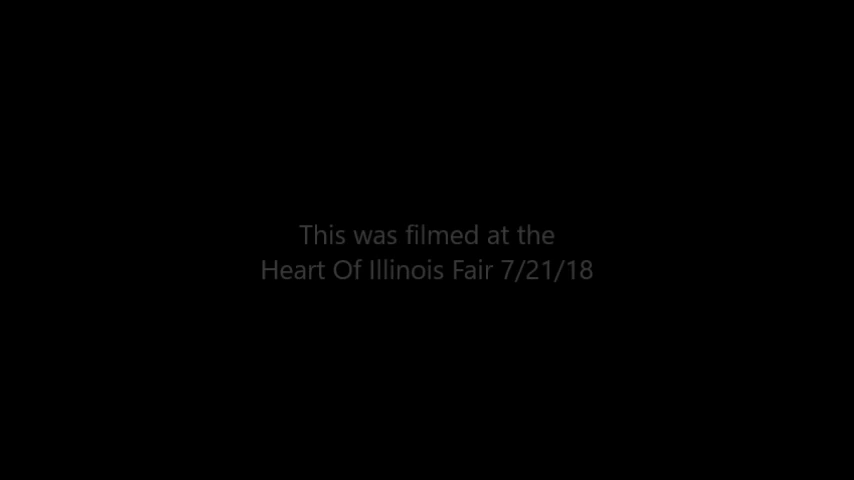 This was filmed at the
Heart Of Illinois Fair 7/21/18